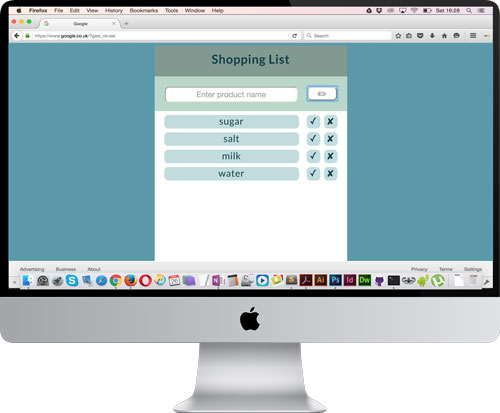 Firefox File Edit View History Bookmarks Tools Window Help Sat 16:28
Google
https://www.google.co.uk/?gws_rd=ssl Search
Shopping List
Enter product name
sugar ✓ ✘
salt ✓ ✘
milk ✓ ✘
water ✓ ✘
Advertising Business About Privacy Terms Settings
Ai Ps Id Dw